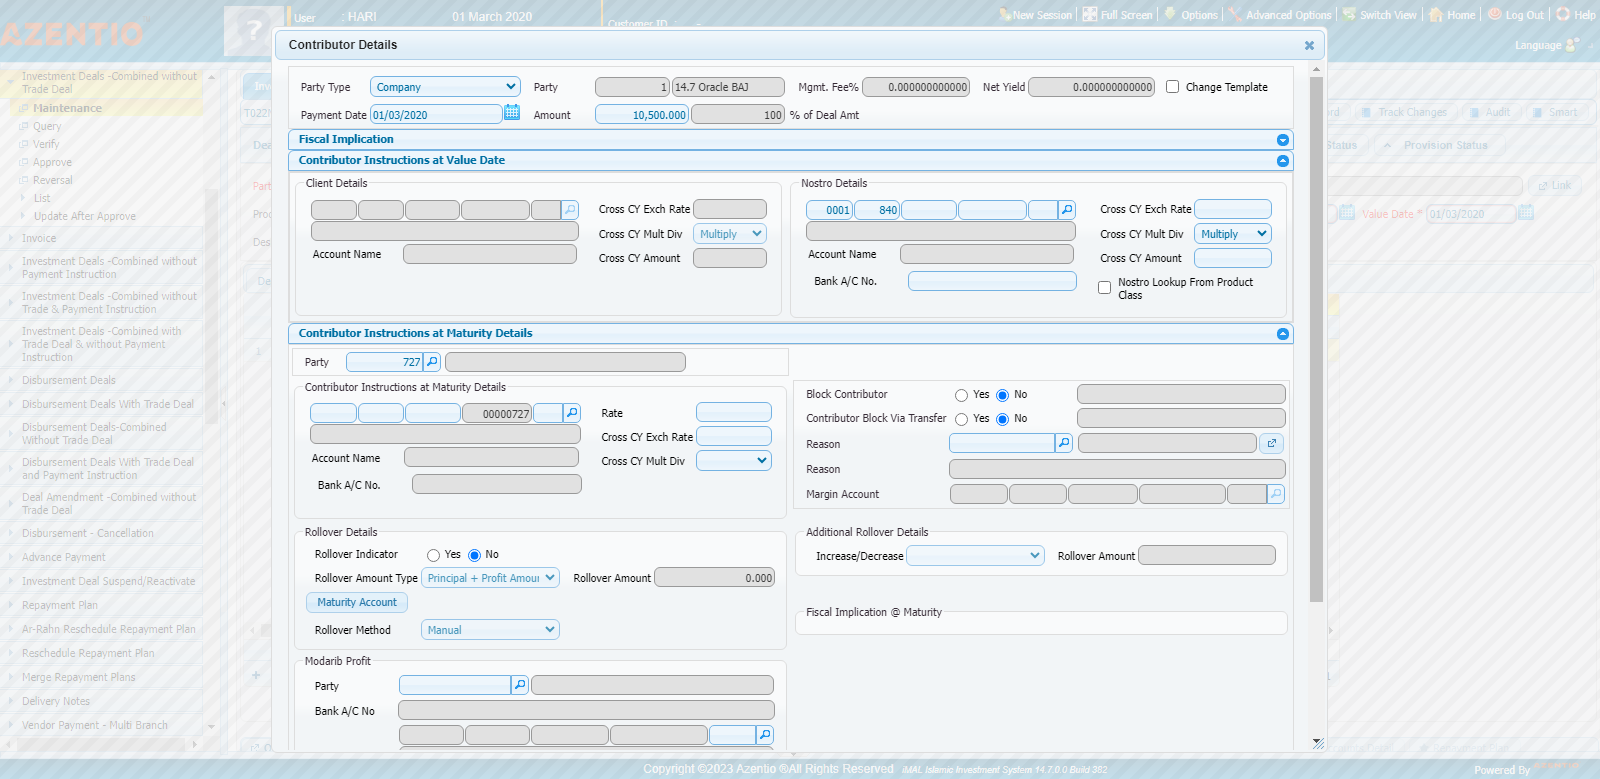 AZENTIO
User : HARI 01 March 2020
Customer ID : -
New Session Full Screen Options Advanced Options Switch View Home Log Out Help
Language
Contributor Details
Party Type Company Party 1 14.7 Oracle BAJ Mgmt. Fee% 0.000000000000 Net Yield 0.000000000000 Change Template
Payment Date 01/03/2020 Amount 10,500.000 100 % of Deal Amt
Fiscal Implication
Contributor Instructions at Value Date
Client Details
Cross CY Exch Rate
Cross CY Mult Div Multiply
Account Name Cross CY Amount
Nostro Details
0001 840 Cross CY Exch Rate
Cross CY Mult Div Multiply
Account Name Cross CY Amount
Bank A/C No. Nostro Lookup From Product
Class
Contributor Instructions at Maturity Details
Party 727
Contributor Instructions at Maturity Details
00000727 Rate
Cross CY Exch Rate
Account Name Cross CY Mult Div
Bank A/C No.
Block Contributor Yes No
Contributor Block Via Transfer Yes No
Reason
Reason
Margin Account
Rollover Details
Rollover Indicator Yes No
Rollover Amount Type Principal + Profit Amou Rollover Amount 0.000
Maturity Account
Rollover Method Manual
Additional Rollover Details
Increase/Decrease Rollover Amount
Fiscal Implication @ Maturity
Modarib Profit
Party
Bank A/C No
Investment Deals -Combined without
Trade Deal
Maintenance
Query
Verify
Approve
Reversal
List
Update After Approve
Invoice
Investment Deals -Combined without
Payment Instruction
Investment Deals -Combined without
Trade & Payment Instruction
Investment Deals -Combined with
Trade Deal & without Payment
Instruction
Disbursement Deals
Disbursement Deals With Trade Deal
Disbursement Deals-Combined
Without Trade Deal
Disbursement Deals With Trade Deal
and Payment Instruction
Deal Amendment -Combined without
Trade Deal
Disbursement - Cancellation
Advance Payment
Investment Deal Suspend/Reactivate
Repayment Plan
Ar-Rahn Reschedule Repayment Plan
Reschedule Repayment Plan
Merge Repayment Plans
Delivery Notes
Vendor Payment - Multi Branch
Track Changes Audit Smart
Status Provision Status
Link
Value Date * 01/03/2020
Copyright ©2023 Azentio ®All Rights Reserved iMAL Islamic Investment System 14.7.0.0 Build 382
Powered By